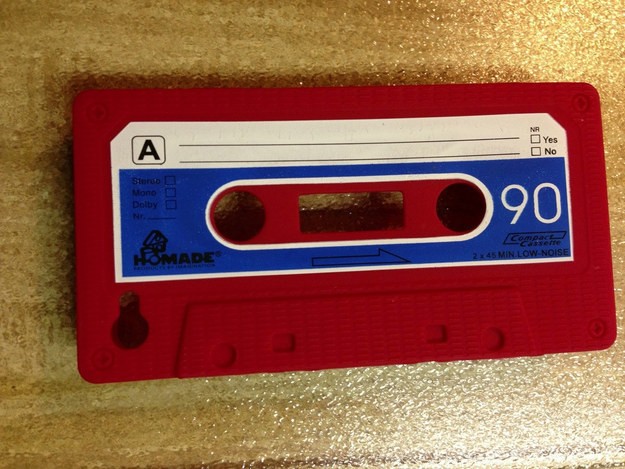 A
NR
Yes
No
Stereo
Mono
Dolby
Nr.
90
HOMADE®
Compact
Cassette
2 x 45 MIN LOW-NOISE